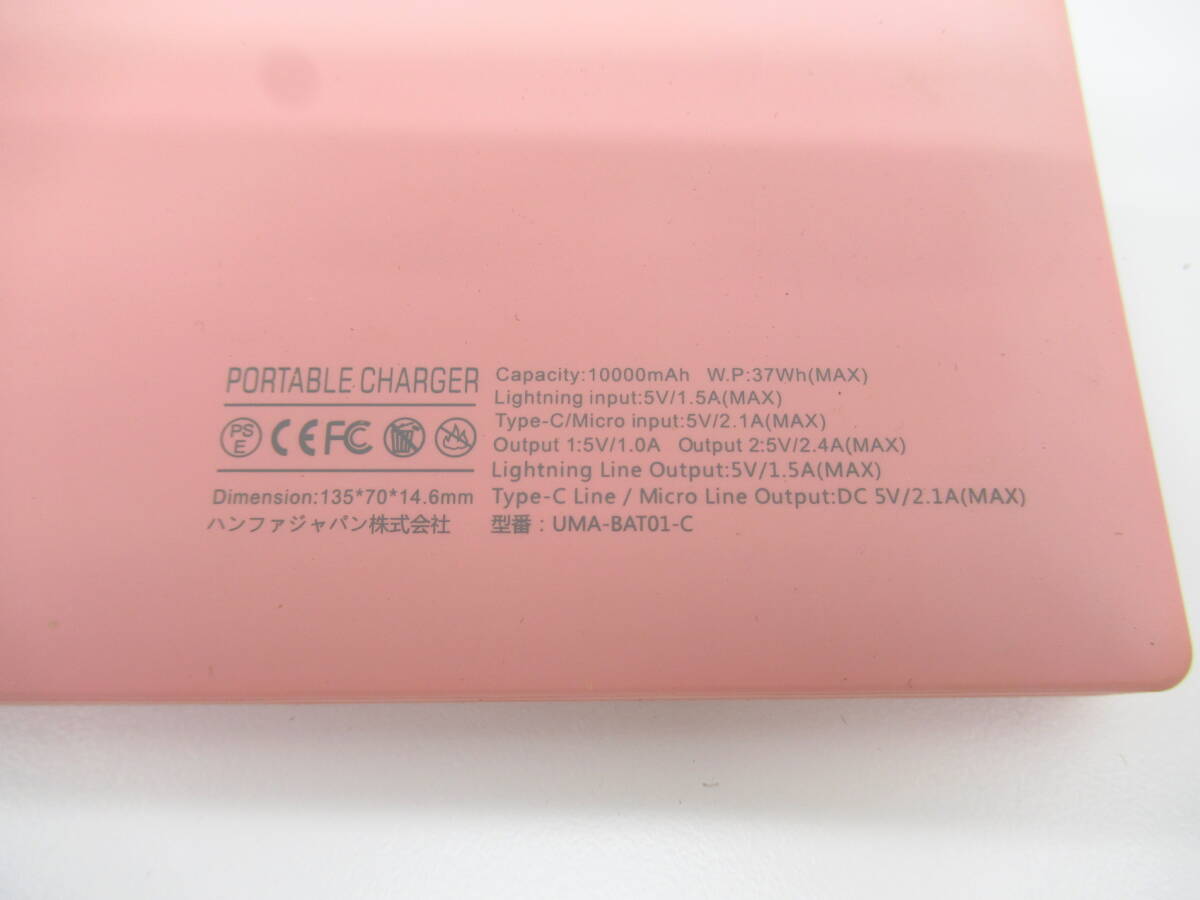 PORTABLE CHARGER
PS E CE FC
Dimension:135*70*14.6mm
ハンファジャパン株式会社
Capacity:10000mAh W.P:37Wh(MAX)
Lightning input:5V/1.5A(MAX)
Type-C/Micro input:5V/2.1A(MAX)
Output 1:5V/1.0A Output 2:5V/2.4A(MAX)
Lightning Line Output:5V/1.5A(MAX)
Type-C Line / Micro Line Output:DC 5V/2.1A(MAX)
型番：UMA-BAT01-C